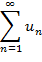 ∞
∑ uₙ
n=1